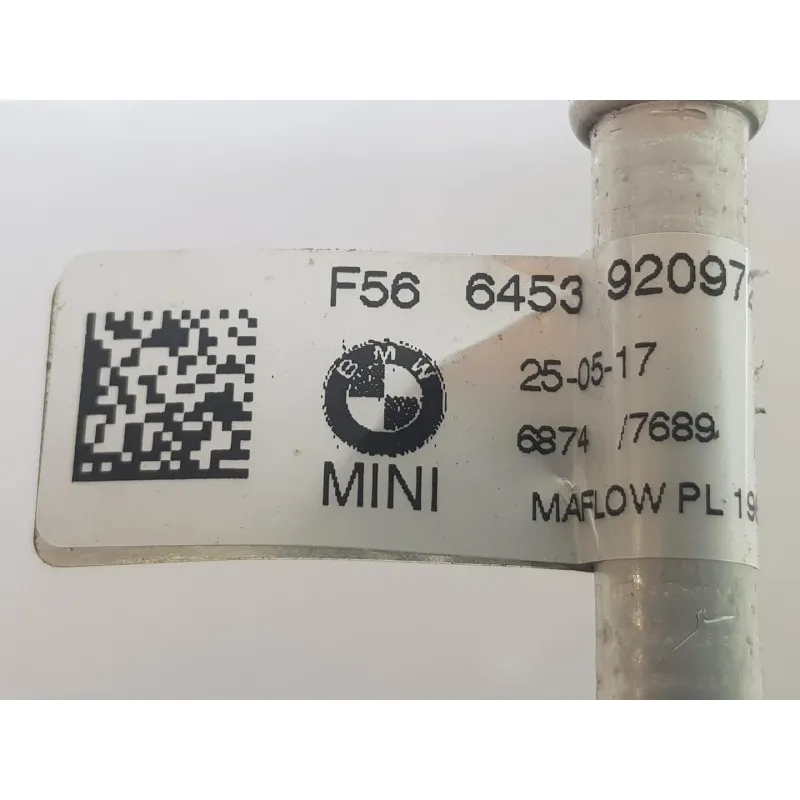 F56 6453 920972
BMW
25-05-17
6874 /7689
MINI
MAFLOW PL 19